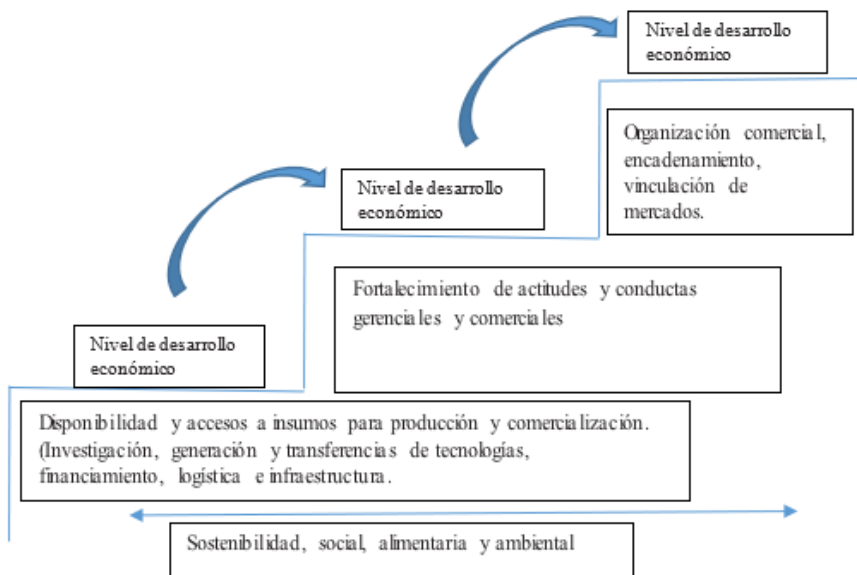 Nivel de desarrollo
económico
Organización comercial,
encadenamiento,
vinculación de
mercados.
Nivel de desarrollo
económico
Fortalecimiento de actitudes y conductas
gerenciales y comerciales
Nivel de desarrollo
económico
Disponibilidad y accesos a insumos para producción y comercialización.
(Investigación, generación y transferencias de tecnologías,
financiamiento, logística e infraestructura.
Sostenibilidad, social, alimentaria y ambiental